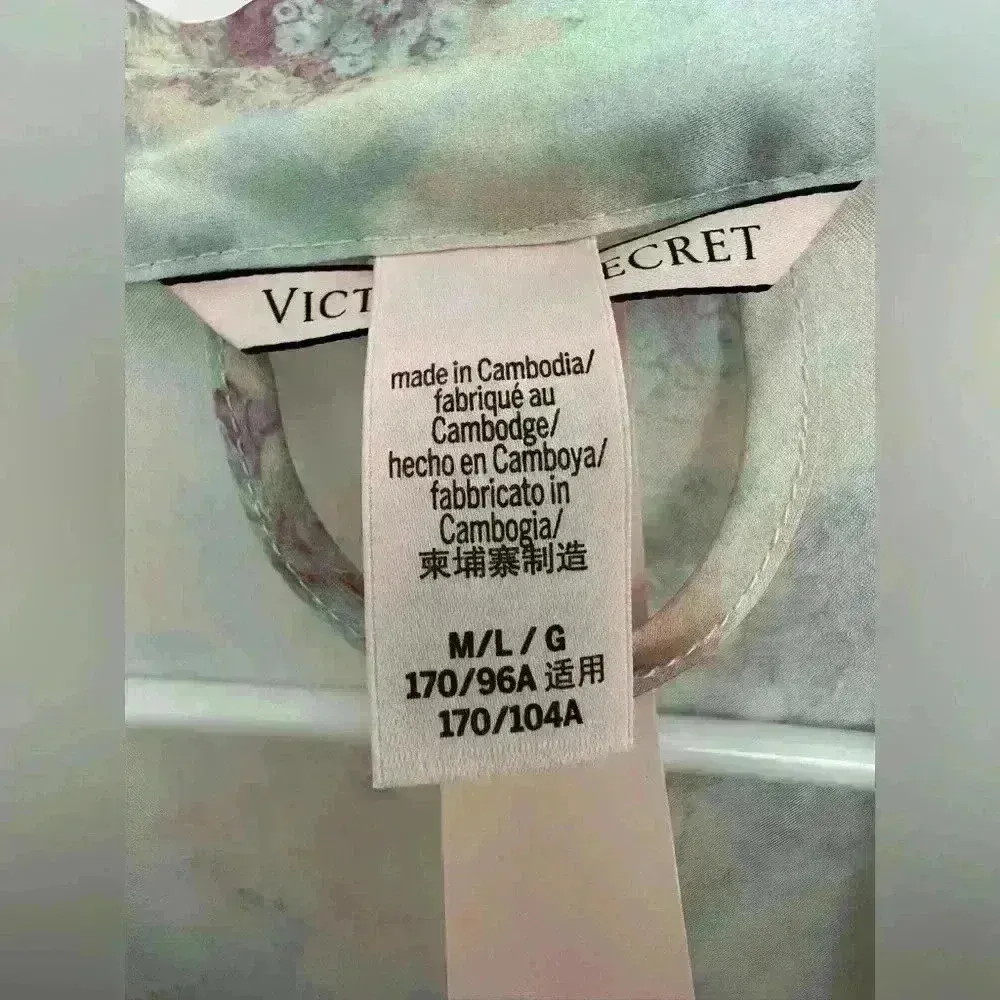 VICT ECRET
made in Cambodia/
fabriqué au
Cambodge/
hecho en Camboya/
fabbricato in
Cambogia/
柬埔寨制造
M/L / G
170/96A 适用
170/104A